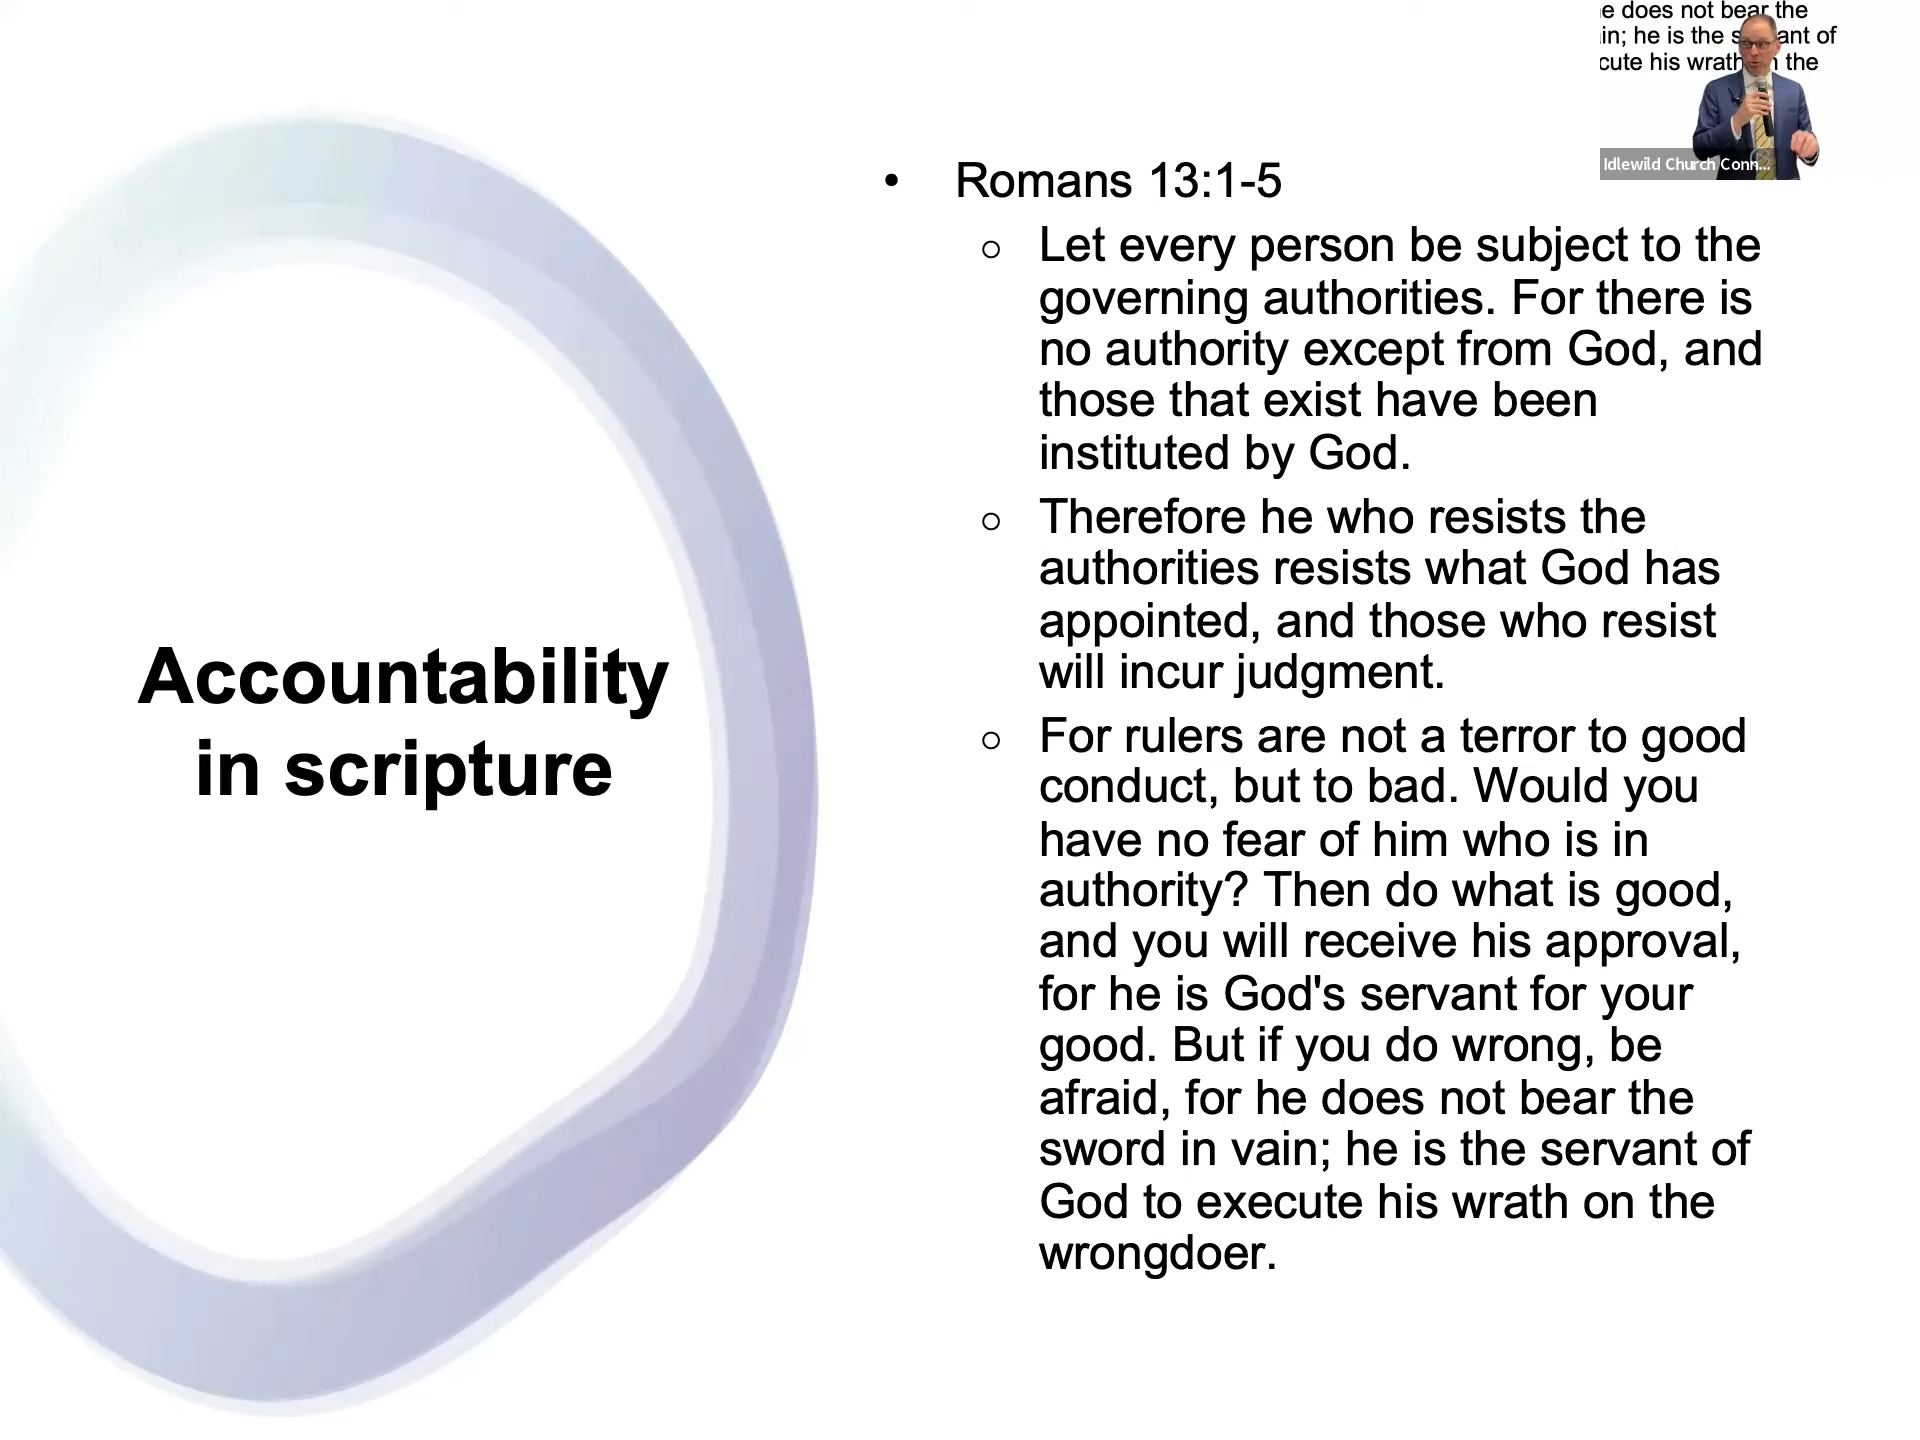 e does not bear the
in; he is the s ant of
cute his wrath the
Idlewild Church Conn...
Accountability
in scripture
• Romans 13:1-5
○ Let every person be subject to the
governing authorities. For there is
no authority except from God, and
those that exist have been
instituted by God.
○ Therefore he who resists the
authorities resists what God has
appointed, and those who resist
will incur judgment.
○ For rulers are not a terror to good
conduct, but to bad. Would you
have no fear of him who is in
authority? Then do what is good,
and you will receive his approval,
for he is God's servant for your
good. But if you do wrong, be
afraid, for he does not bear the
sword in vain; he is the servant of
God to execute his wrath on the
wrongdoer.